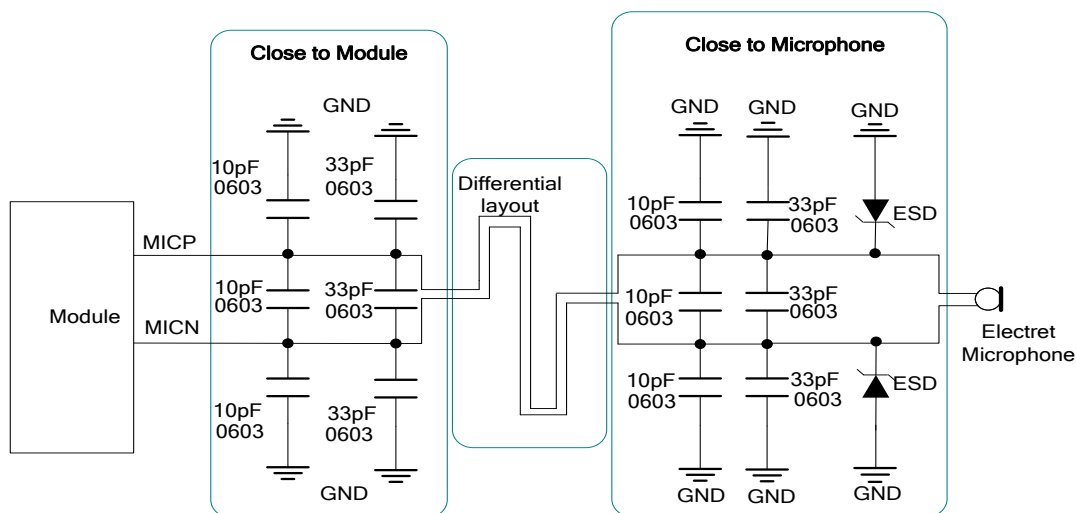 Close to Module
GND
10pF
0603
33pF
0603
MICP
10pF
0603
33pF
0603
Module
MICN
10pF
0603
33pF
0603
GND
Differential
layout
Close to Microphone
GND
GND
GND
10pF
0603
33pF
0603
ESD
10pF
0603
33pF
0603
Electret
Microphone
10pF
0603
33pF
0603
ESD
GND
GND
GND